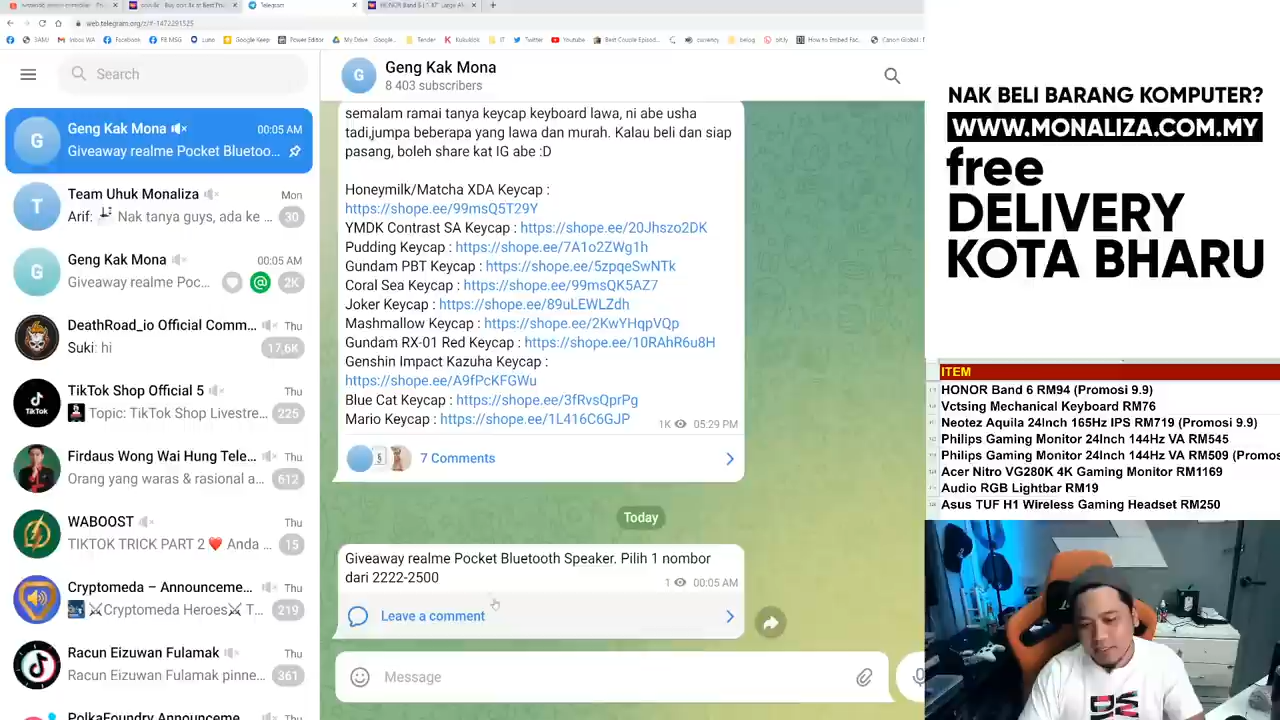 Telegram
web.telegram.org/z/#-1472291525
Search
Geng Kak Mona
8 403 subscribers
Geng Kak Mona 00:05 AM
Giveaway realme Pocket Bluetoo...
Team Uhuk Monaliza Mon
Arif: Nak tanya guys, ada ke ... 30
Geng Kak Mona 00:05 AM
Giveaway realme Poc... @ 2K
DeathRoad_io Official Comm... Thu
Suki: hi 17,6K
TikTok Shop Official 5 Thu
TikTok
Topic: TikTok Shop Livestre... 225
Firdaus Wong Wai Hung Tele... Thu
Orang yang waras & rasional a... 612
WABOOST Thu
TIKTOK TRICK PART 2 ❤️ Anda ... 15
Cryptomeda – Announceme... Thu
⚔Cryptomeda Heroes⚔ T... 219
Racun Eizuwan Fulamak Thu
Racun Eizuwan Fulamak pinne... 361
PolkaFoundry Announceme... Thu
semalam ramai tanya keycap keyboard lawa, ni abe usha
tadi,jumpa beberapa yang lawa dan murah. Kalau beli dan siap
pasang, boleh share kat IG abe :D
Honeymilk/Matcha XDA Keycap :
https://shope.ee/99msQ5T29Y
YMDK Contrast SA Keycap : https://shope.ee/20Jhszo2DK
Pudding Keycap : https://shope.ee/7A1o2ZWg1h
Gundam PBT Keycap : https://shope.ee/5zpqeSwNTk
Coral Sea Keycap : https://shope.ee/99msQK5AZ7
Joker Keycap : https://shope.ee/89uLEWLZdh
Mashmallow Keycap : https://shope.ee/2KwYHqpVQp
Gundam RX-01 Red Keycap : https://shope.ee/10RAhR6u8H
Genshin Impact Kazuha Keycap :
https://shope.ee/A9fPcKFGWu
Blue Cat Keycap : https://shope.ee/3fRvsQprPg
Mario Keycap : https://shope.ee/1L416C6GJP
1K 05:29 PM
7 Comments
Today
Giveaway realme Pocket Bluetooth Speaker. Pilih 1 nombor
dari 2222-2500
1 00:05 AM
Leave a comment
Message
NAK BELI BARANG KOMPUTER?
WWW.MONALIZA.COM.MY
free
DELIVERY
KOTA BHARU
ITEM
HONOR Band 6 RM94 (Promosi 9.9)
Vctsing Mechanical Keyboard RM76
Neotez Aquila 24Inch 165Hz IPS RM719 (Promosi 9.9)
Philips Gaming Monitor 24Inch 144Hz VA RM545
Philips Gaming Monitor 24Inch 144Hz VA RM509 (Promos
Acer Nitro VG280K 4K Gaming Monitor RM1169
Audio RGB Lightbar RM19
Asus TUF H1 Wireless Gaming Headset RM250